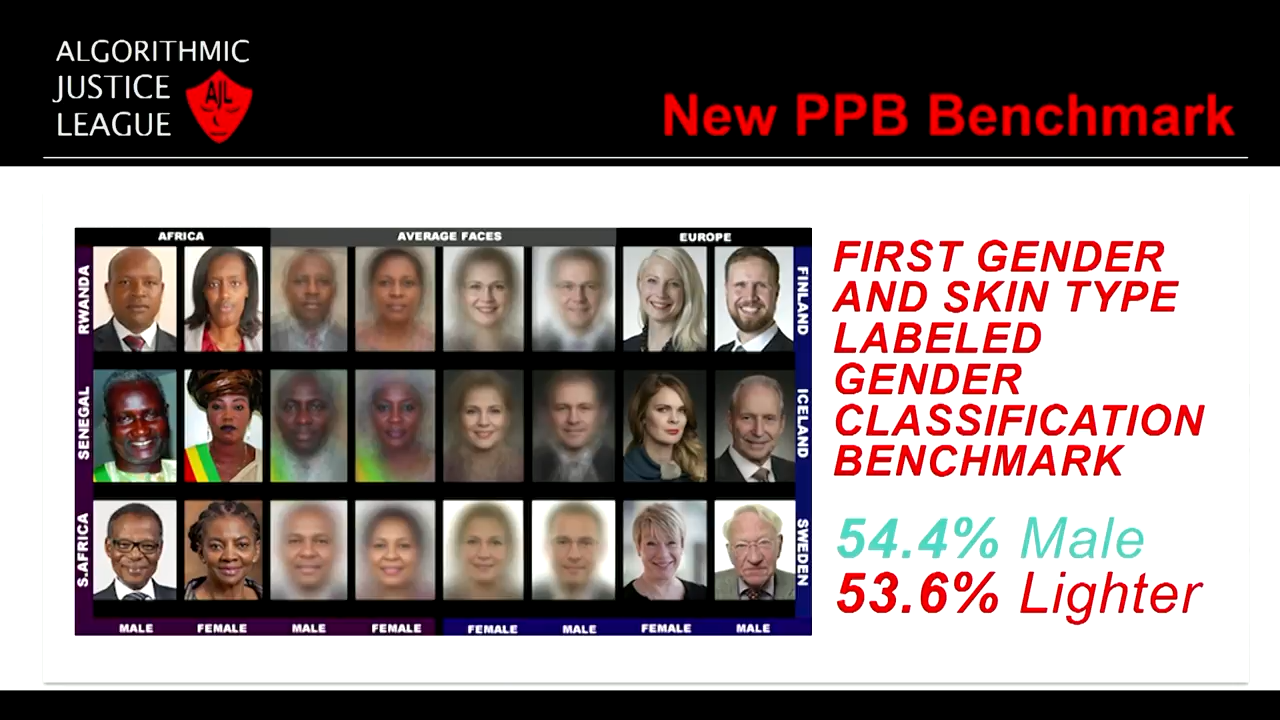 ALGORITHMIC
JUSTICE
LEAGUE
AJL
New PPB Benchmark
AFRICA
AVERAGE FACES
EUROPE
RWANDA
FINLAND
SENEGAL
ICELAND
S.AFRICA
SWEDEN
MALE FEMALE MALE FEMALE FEMALE MALE FEMALE MALE
FIRST GENDER
AND SKIN TYPE
LABELED
GENDER
CLASSIFICATION
BENCHMARK
54.4% Male
53.6% Lighter